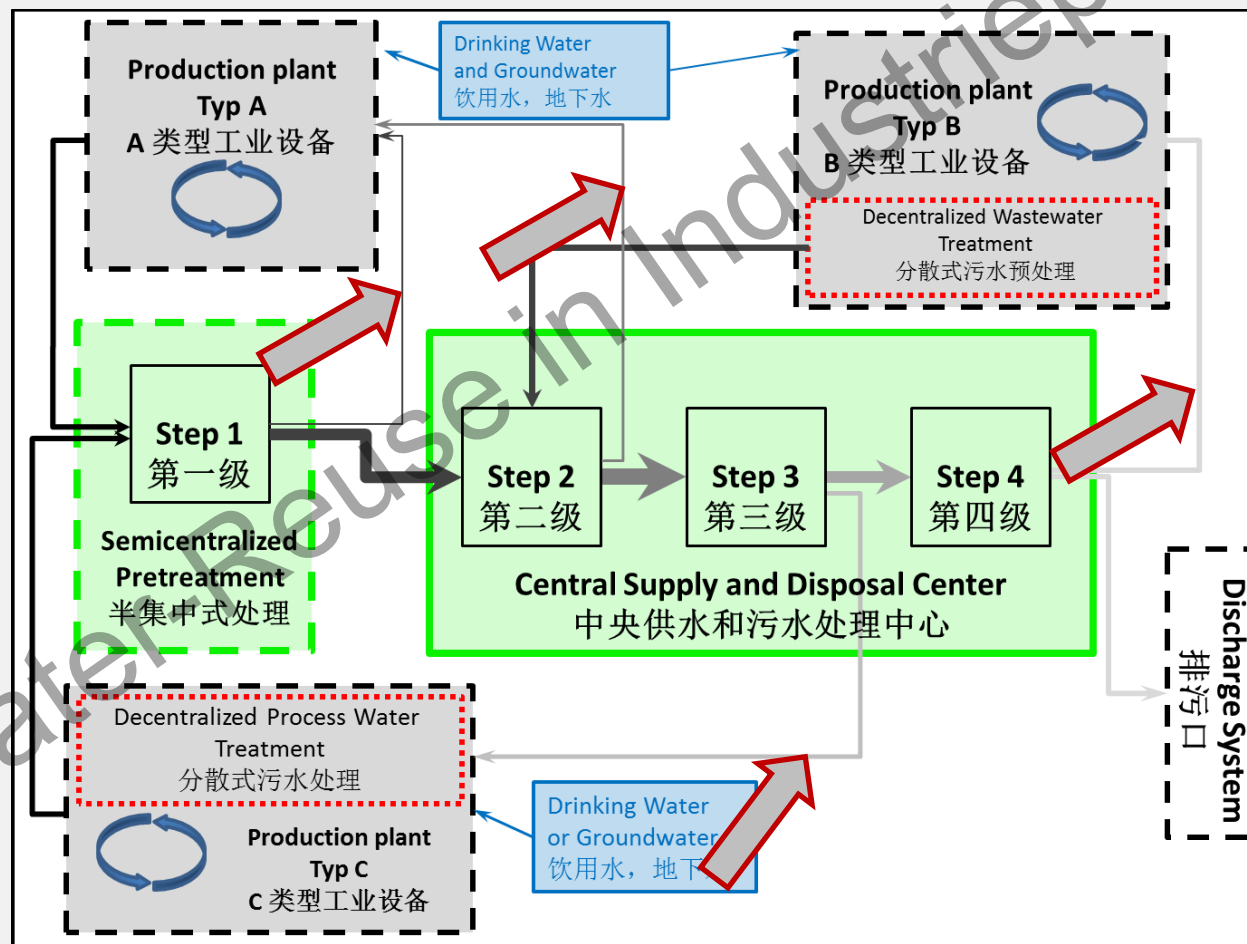 Drinking Water
and Groundwater
饮用水，地下水
Production plant
Typ A
A 类型工业设备
Production plant
Typ B
B 类型工业设备
Decentralized Wastewater
Treatment
分散式污水预处理
Step 1
第一级
Semicentralized
Pretreatment
半集中式处理
Step 2
第二级
Step 3
第三级
Step 4
第四级
Central Supply and Disposal Center
中央供水和污水处理中心
Discharge System
排污口
Decentralized Process Water
Treatment
分散式污水处理
Production plant
Typ C
C 类型工业设备
Drinking Water
or Groundwater
饮用水，地下
ater-Reuse in Industriep